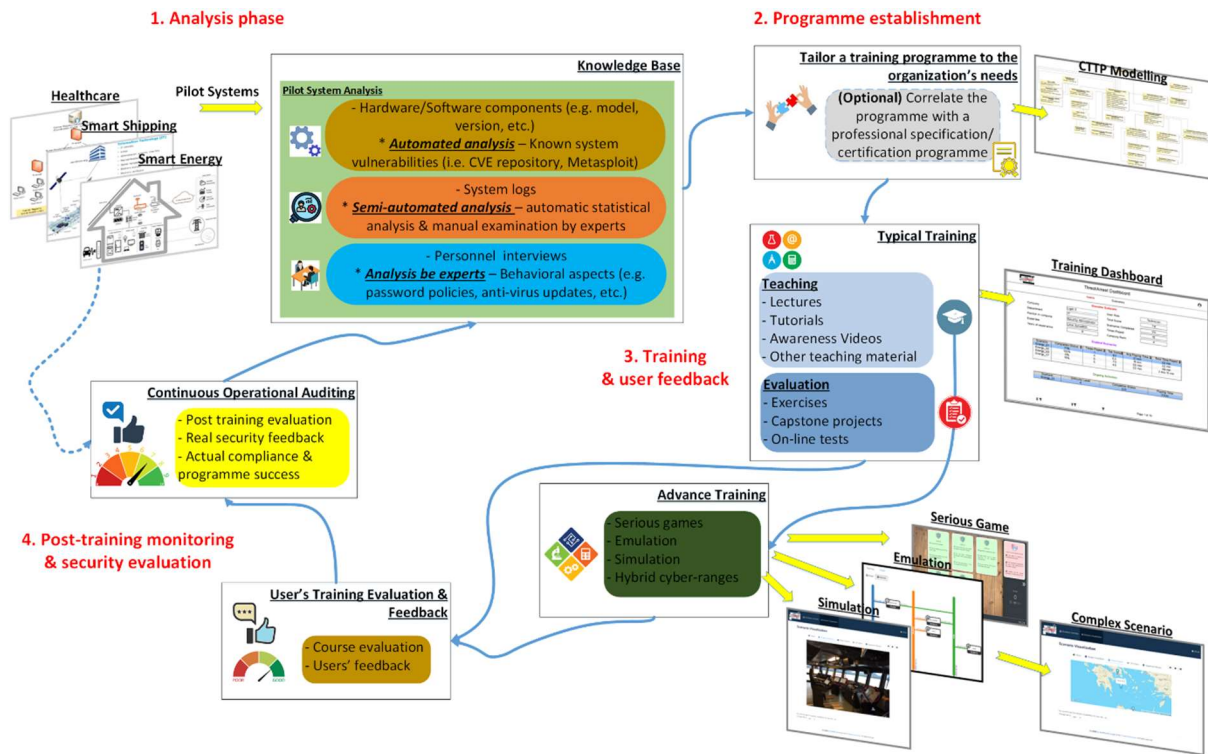 1. Analysis phase
2. Programme establishment
Healthcare
Smart Shipping
Smart Energy
Pilot Systems
Knowledge Base
Pilot System Analysis
- Hardware/Software components (e.g. model,
version, etc.)
* Automated analysis – Known system
vulnerabilities (i.e. CVE repository, Metasploit)
- System logs
* Semi-automated analysis – automatic statistical
analysis & manual examination by experts
- Personnel interviews
* Analysis be experts – Behavioral aspects (e.g.
password policies, anti-virus updates, etc.)
Tailor a training programme to the
organization's needs
(Optional) Correlate the
programme with a
professional specification/
certification programme
CTTP Modelling
Typical Training
Teaching
- Lectures
- Tutorials
- Awareness Videos
- Other teaching material
Evaluation
- Exercises
- Capstone projects
- On-line tests
Training Dashboard
3. Training
& user feedback
Continuous Operational Auditing
- Post training evaluation
- Real security feedback
- Actual compliance &
programme success
4. Post-training monitoring
& security evaluation
User's Training Evaluation &
Feedback
- Course evaluation
- Users' feedback
Advance Training
- Serious games
- Emulation
- Simulation
- Hybrid cyber-ranges
Serious Game
Emulation
Simulation
Complex Scenario